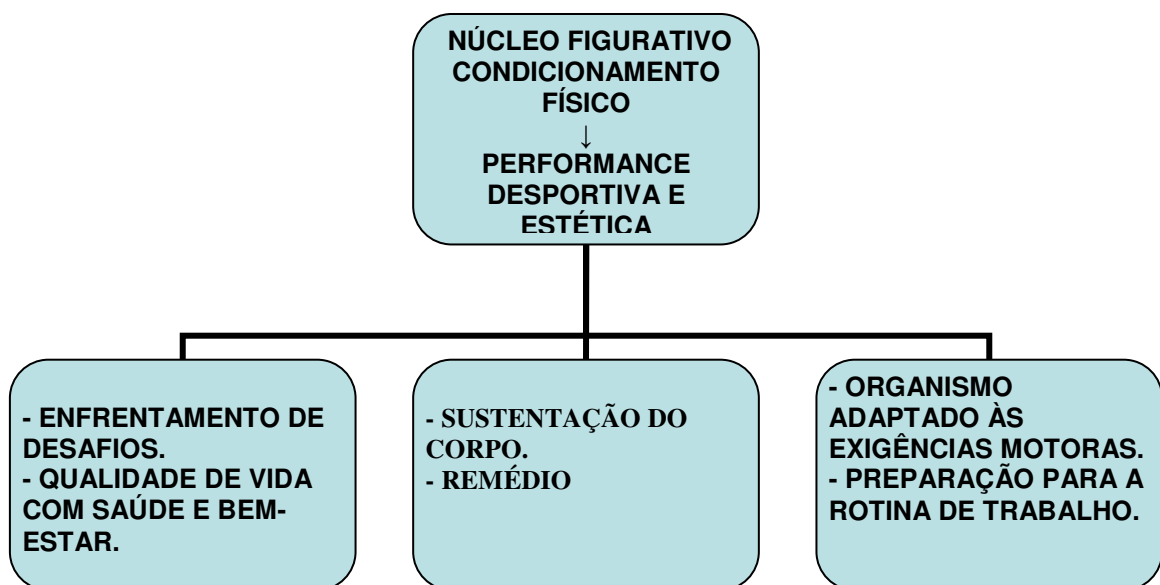 NÚCLEO FIGURATIVO
CONDICIONAMENTO
FÍSICO
↓
PERFORMANCE
DESPORTIVA E
ESTÉTICA
- ENFRENTAMENTO DE
DESAFIOS.
- QUALIDADE DE VIDA
COM SAÚDE E BEM-
ESTAR.
- SUSTENTAÇÃO DO
CORPO.
- REMÉDIO
- ORGANISMO
ADAPTADO ÀS
EXIGÊNCIAS MOTORAS.
- PREPARAÇÃO PARA A
ROTINA DE TRABALHO.